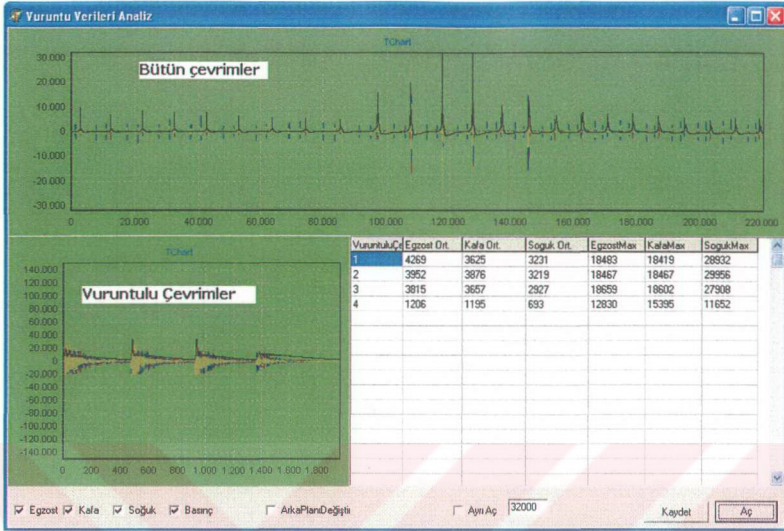 Vuruntu Verileri Analiz
TChart
Bütün çevrimler
30.000
20.000
10.000
0
-10.000
-20.000
-30.000
0 20.000 40.000 60.000 80.000 100.000 120.000 140.000 160.000 180.000 200.000 220.000
TChart
Vuruntulu Çevrimler
140.000
120.000
100.000
80.000
60.000
40.000
20.000
0
-20.000
-40.000
-60.000
-80.000
-100.000
-120.000
-140.000
0 200 400 600 800 1.000 1.200 1.400 1.600 1.800
VuruntuluÇe Egzost Ort. Kafa Ort. Soguk Ort. EgzostMax KafaMax SogukMax
1 4269 3625 3231 18483 18419 28932
2 3952 3876 3219 18467 18467 29956
3 3815 3657 2927 18659 18602 27908
4 1206 1195 693 12830 15395 11652
Egzost Kafa Soğuk Basınç ArkaPlanıDeğiştir Ayrı Aç 32000 Kaydet Aç